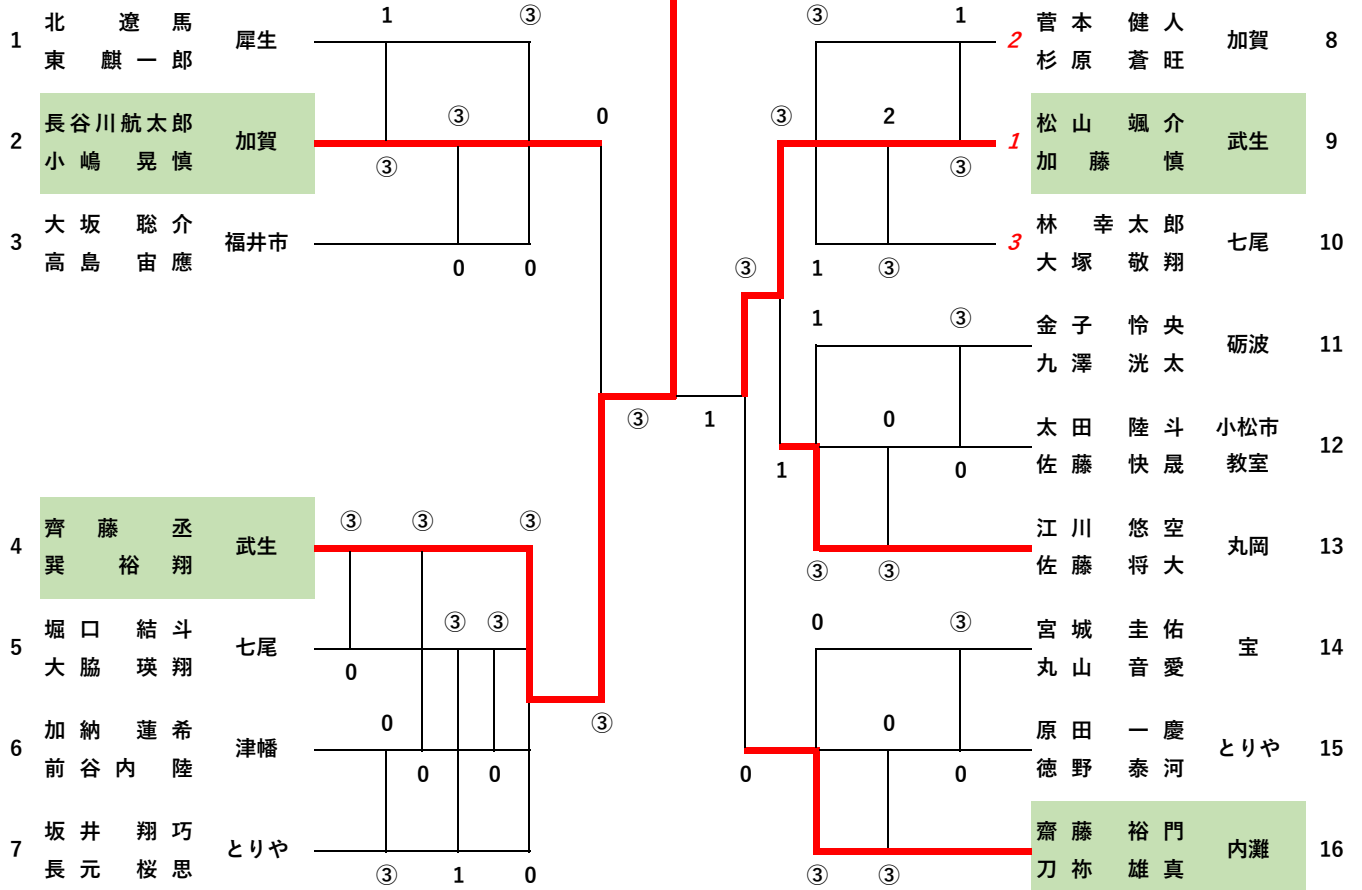 1 ③ ③ 1
1 北 遼 馬 犀生
東 麒 一 郎
2 菅 本 健 人 加賀 8
杉 原 蒼 旺
③ 0 ③ 2
2 長谷川航太郎 加賀
小 嶋 晃 慎
1 松 山 颯 介 武生 9
加 藤 慎
③ ③
3 大 坂 聡 介 福井市
高 島 宙 應
3 林 幸 太 郎 七尾 10
大 塚 敬 翔
0 0 ③ 1 ③
1 ③
金 子 怜 央 砺波 11
九 澤 洸 太
③ 1 0
太 田 陸 斗 小松市 12
佐 藤 快 晟 教室
1 0
③ ③ ③
4 齊 藤 丞 武生
巽 裕 翔
江 川 悠 空 丸岡 13
佐 藤 将 大
③ ③
③ ③ 0 ③
5 堀 口 結 斗 七尾
大 脇 瑛 翔
宮 城 圭 佑 宝 14
丸 山 音 愛
0
0 ③ 0
6 加 納 蓮 希 津幡
前 谷 内 陸
原 田 一 慶 とりや 15
徳 野 泰 河
0 0 0 0
7 坂 井 翔 巧 とりや
長 元 桜 思
齋 藤 裕 門 内灘 16
刀 祢 雄 真
③ 1 0 ③ ③